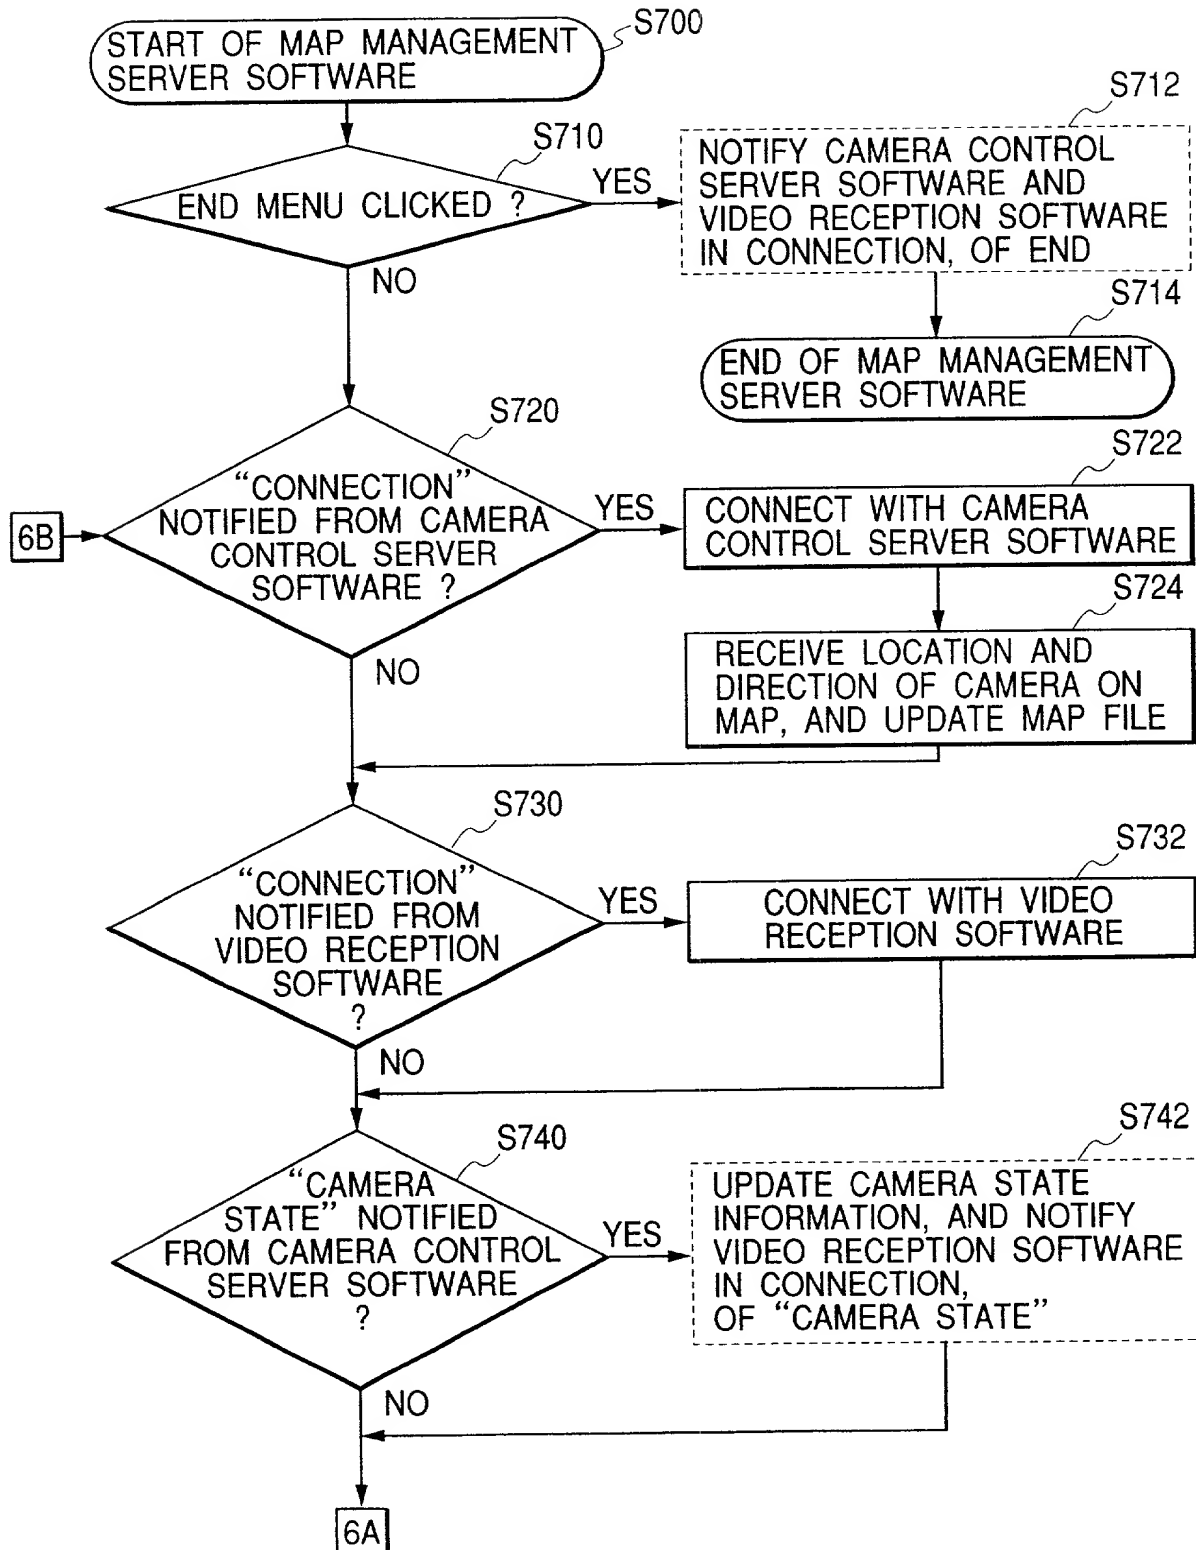 START OF MAP MANAGEMENT
SERVER SOFTWARE
S700
S710
END MENU CLICKED ?
YES
NO
S712
NOTIFY CAMERA CONTROL
SERVER SOFTWARE AND
VIDEO RECEPTION SOFTWARE
IN CONNECTION, OF END
S714
END OF MAP MANAGEMENT
SERVER SOFTWARE
S720
6B
“CONNECTION”
NOTIFIED FROM CAMERA
CONTROL SERVER
SOFTWARE ?
YES
NO
S722
CONNECT WITH CAMERA
CONTROL SERVER SOFTWARE
S724
RECEIVE LOCATION AND
DIRECTION OF CAMERA ON
MAP, AND UPDATE MAP FILE
S730
“CONNECTION”
NOTIFIED FROM
VIDEO RECEPTION
SOFTWARE
?
YES
NO
S732
CONNECT WITH VIDEO
RECEPTION SOFTWARE
S740
“CAMERA
STATE” NOTIFIED
FROM CAMERA CONTROL
SERVER SOFTWARE
?
YES
NO
S742
UPDATE CAMERA STATE
INFORMATION, AND NOTIFY
VIDEO RECEPTION SOFTWARE
IN CONNECTION,
OF “CAMERA STATE”
6A